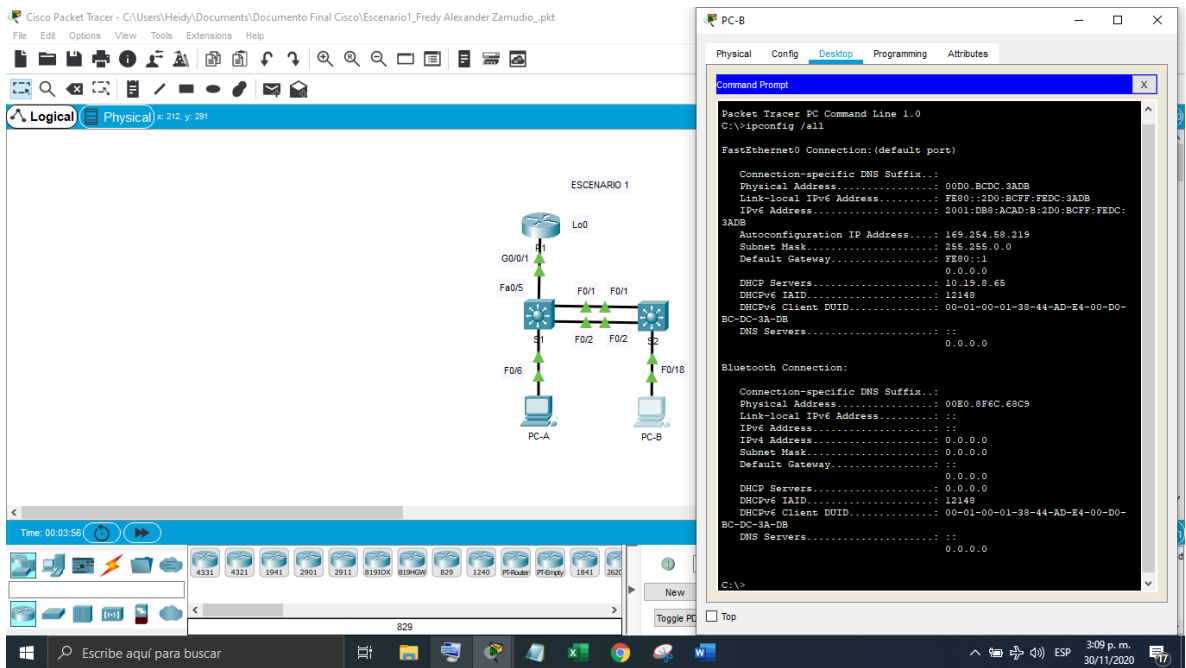 Cisco Packet Tracer - C:\Users\Heidy\Documents\Documento Final Cisco\Escenario1_Fredy Alexander Zamudio_.pkt
File Edit Options View Tools Extensions Help
Logical
Physical
x: 212, y: 291
ESCENARIO 1
Lo0
R1
G0/0/1
Fa0/5
F0/1
F0/1
S1
F0/2
F0/2
S2
F0/6
F0/18
PC-A
PC-B
Time: 00:03:56
4331
4321
1941
2901
2911
819IOX
819HGW
829
1240
PT-Router
PT-Empty
1841
829
New
PC-B
Physical Config Desktop Programming Attributes
Command Prompt
X
Packet Tracer PC Command Line 1.0
C:\>ipconfig /all
FastEthernet0 Connection:(default port)
Connection-specific DNS Suffix..:
Physical Address................: 00D0.BCDC.3ADB
Link-local IPv6 Address.........: FE80::2D0:BCFF:FEDC:3ADB
IPv6 Address....................: 2001:DB8:ACAD:B:2D0:BCFF:FEDC:
3ADB
Autoconfiguration IP Address....: 169.254.58.219
Subnet Mask.....................: 255.255.0.0
Default Gateway.................: FE80::1
0.0.0.0
DHCP Servers....................: 10.19.8.65
DHCPv6 IAID.....................: 12148
DHCPv6 Client DUID..............: 00-01-00-01-38-44-AD-E4-00-D0-
BC-DC-3A-DB
DNS Servers.....................: ::
0.0.0.0
Bluetooth Connection:
Connection-specific DNS Suffix..:
Physical Address................: 00E0.8F6C.68C9
Link-local IPv6 Address.........: ::
IPv6 Address....................: ::
IPv4 Address....................: 0.0.0.0
Subnet Mask.....................: 0.0.0.0
Default Gateway.................: ::
0.0.0.0
DHCP Servers....................: 0.0.0.0
DHCPv6 IAID.....................: 12148
DHCPv6 Client DUID..............: 00-01-00-01-38-44-AD-E4-00-D0-
BC-DC-3A-DB
DNS Servers.....................: ::
0.0.0.0
C:\>
Top
Toggle PD
Escribe aquí para buscar
ESP
3:09 p. m.
30/11/2020
17